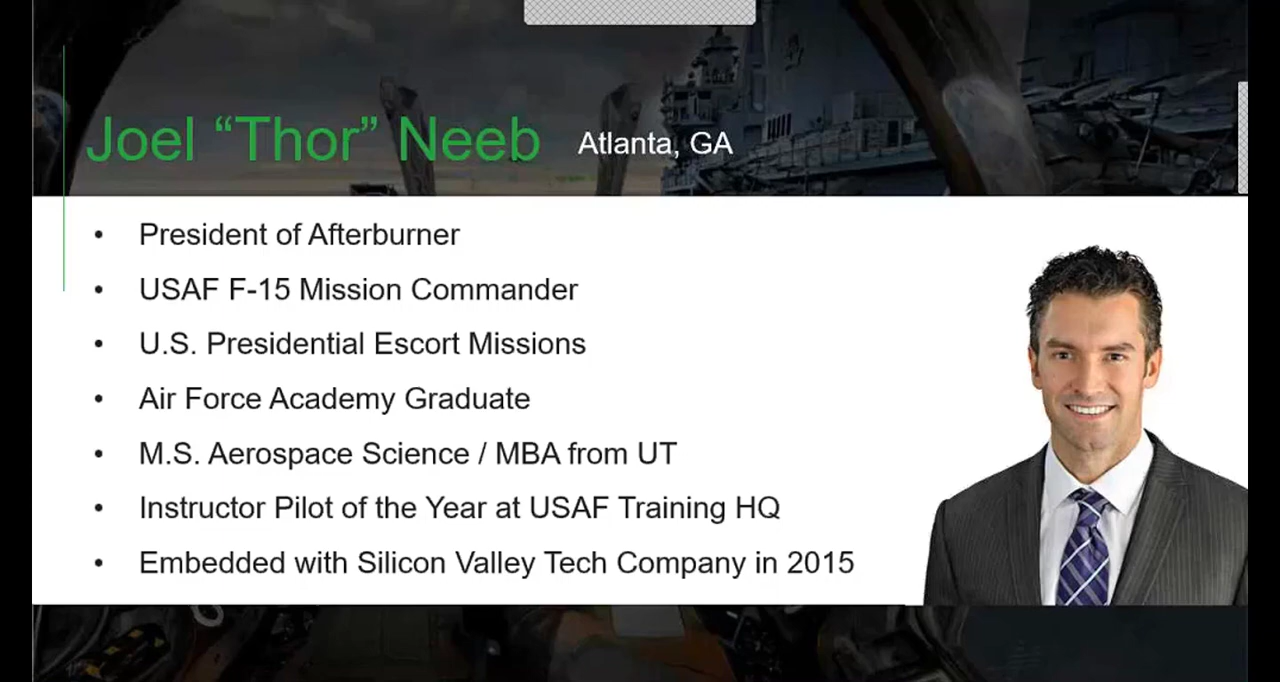 Joel “Thor” Neeb Atlanta, GA
• President of Afterburner
• USAF F-15 Mission Commander
• U.S. Presidential Escort Missions
• Air Force Academy Graduate
• M.S. Aerospace Science / MBA from UT
• Instructor Pilot of the Year at USAF Training HQ
• Embedded with Silicon Valley Tech Company in 2015